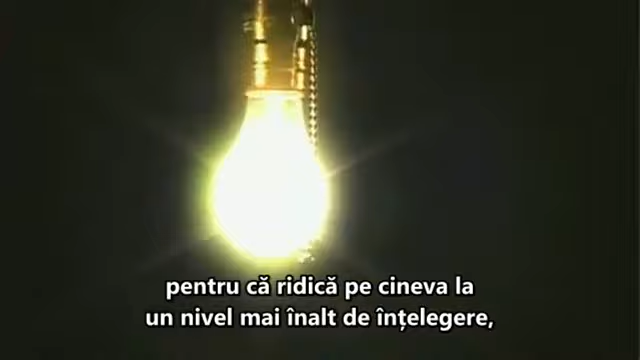 pentru că ridică pe cineva la
un nivel mai înalt de înțelegere,